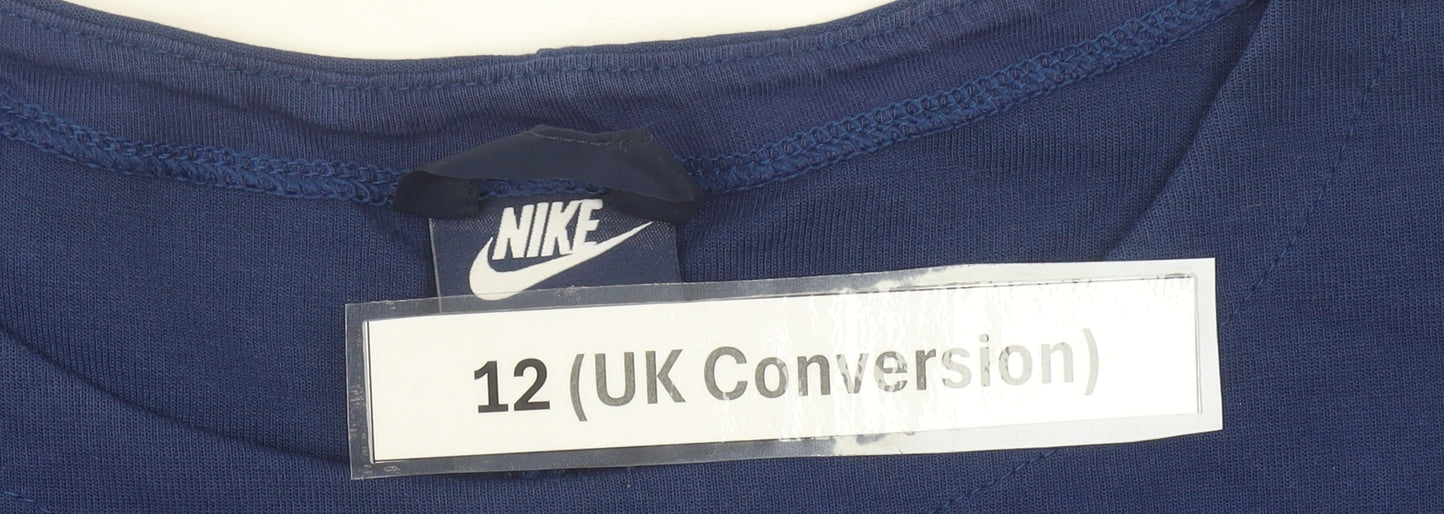 NIKE
12 (UK Conversion)